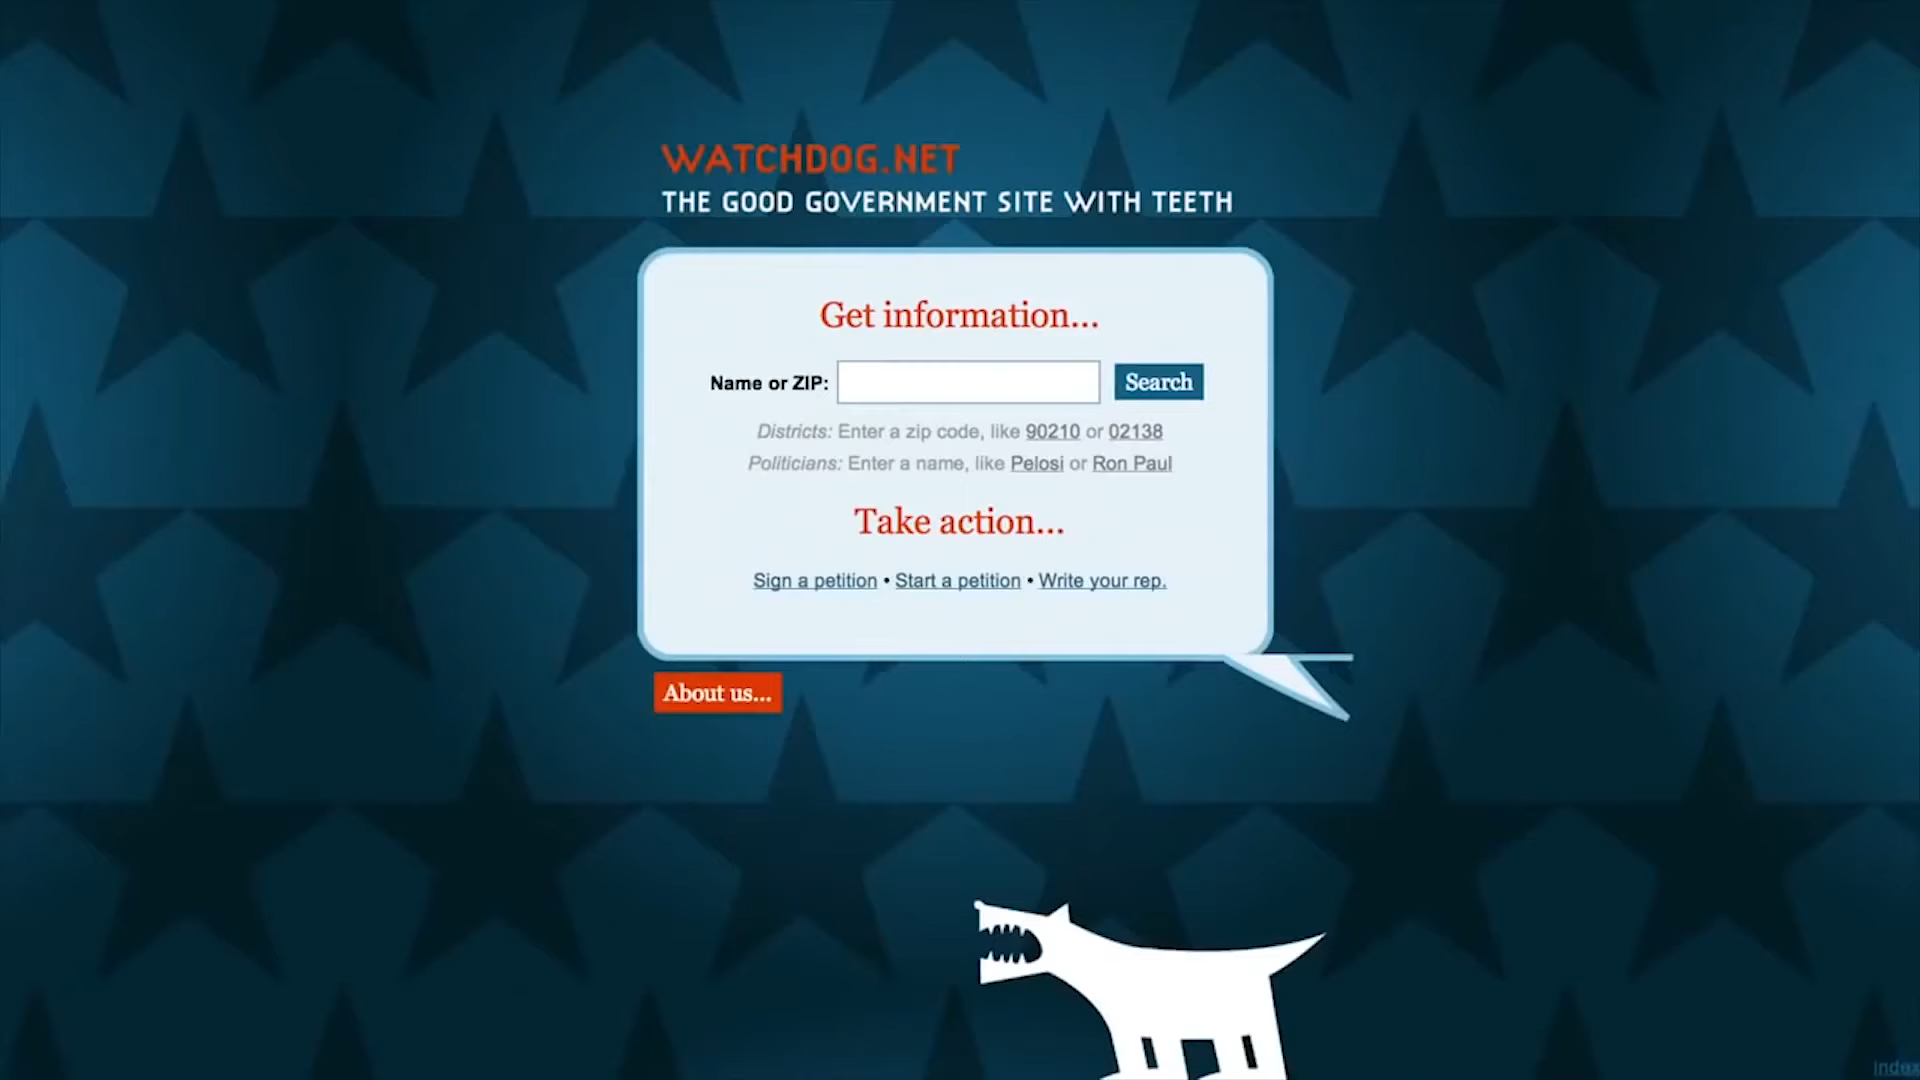 WATCHDOG.NET
THE GOOD GOVERNMENT SITE WITH TEETH
Get information...
Name or ZIP: Search
Districts: Enter a zip code, like 90210 or 02138
Politicians: Enter a name, like Pelosi or Ron Paul
Take action...
Sign a petition • Start a petition • Write your rep.
About us...
index